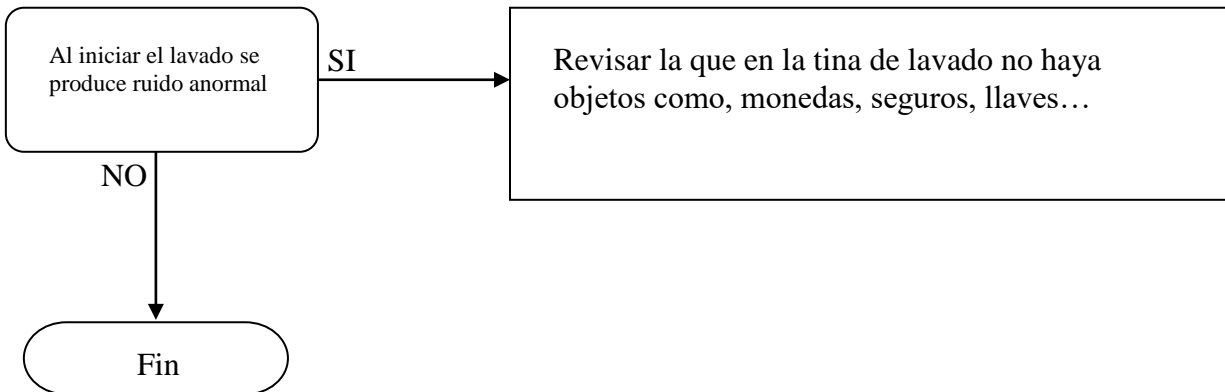 Al iniciar el lavado se
produce ruido anormal
SI
Revisar la que en la tina de lavado no haya
objetos como, monedas, seguros, llaves…
NO
Fin